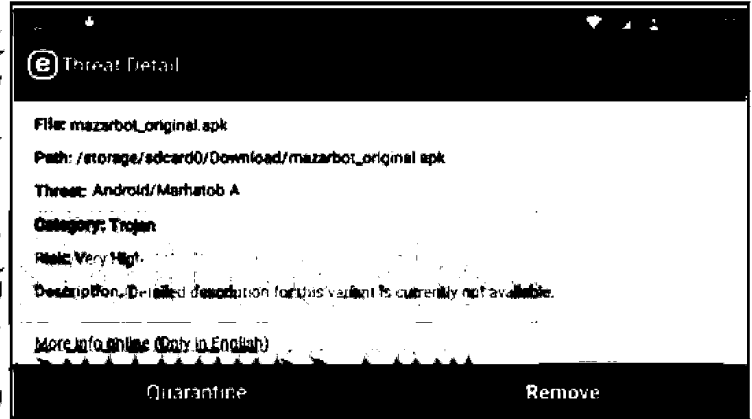 e Threat Detail
File: mazarbot_original.apk
Path: /storage/sdcard0/Download/mazarbot_original.apk
Threat: Android/Marhatob A
Category: Trojan
Risk: Very High
Description: Detailed description for this variant is currently not available.
More info online (Only in English)
Quarantine Remove